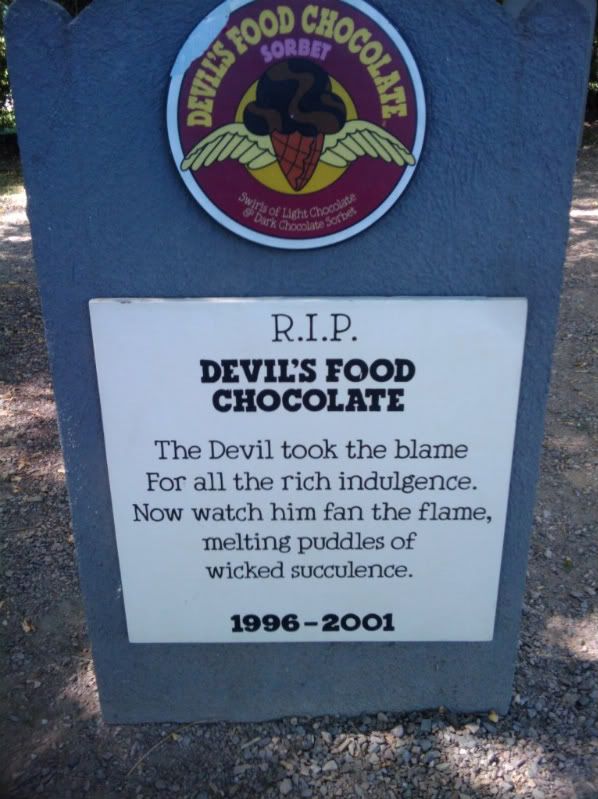 DEVIL'S FOOD CHOCOLATE
SORBET
Swirls of Light Chocolate
& Dark Chocolate Sorbet
R.I.P.
DEVIL'S FOOD
CHOCOLATE
The Devil took the blame
For all the rich indulgence.
Now watch him fan the flame,
melting puddles of
wicked succulence.
1996–2001